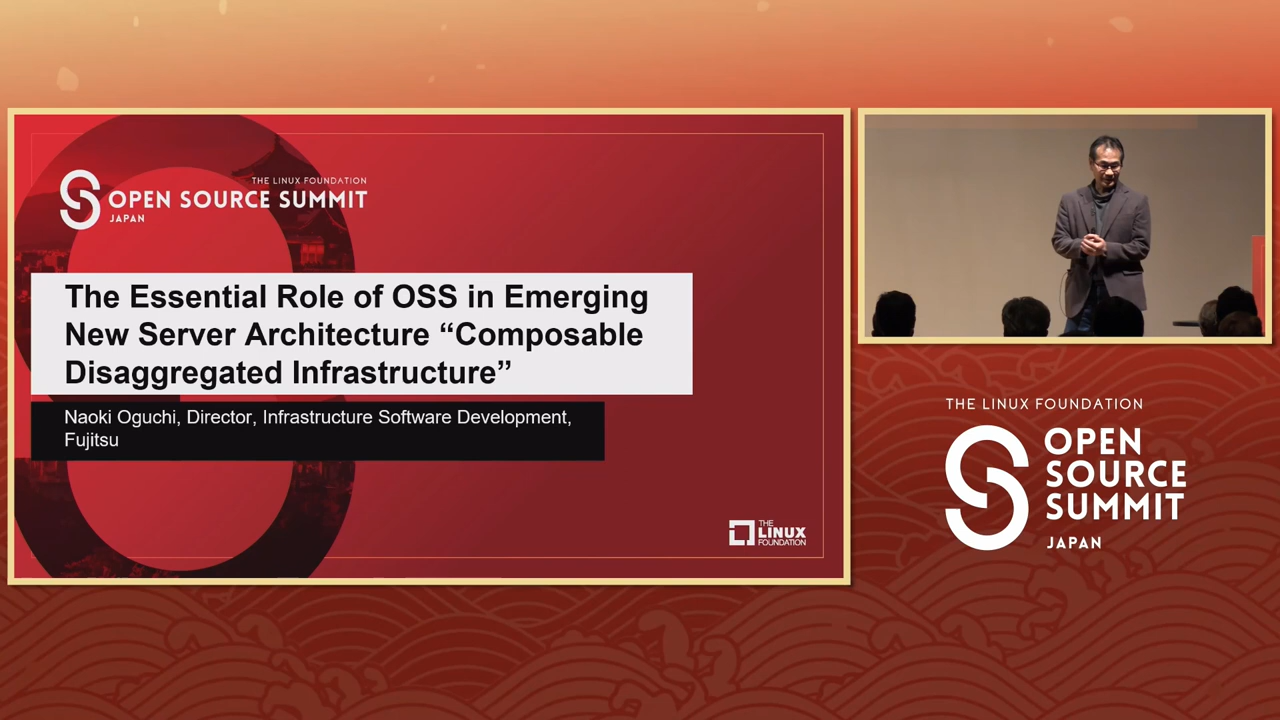 THE LINUX FOUNDATION
OPEN SOURCE SUMMIT
JAPAN
The Essential Role of OSS in Emerging
New Server Architecture “Composable
Disaggregated Infrastructure”
Naoki Oguchi, Director, Infrastructure Software Development,
Fujitsu
THE
LINUX
FOUNDATION
THE LINUX FOUNDATION
OPEN
SOURCE
SUMMIT
JAPAN